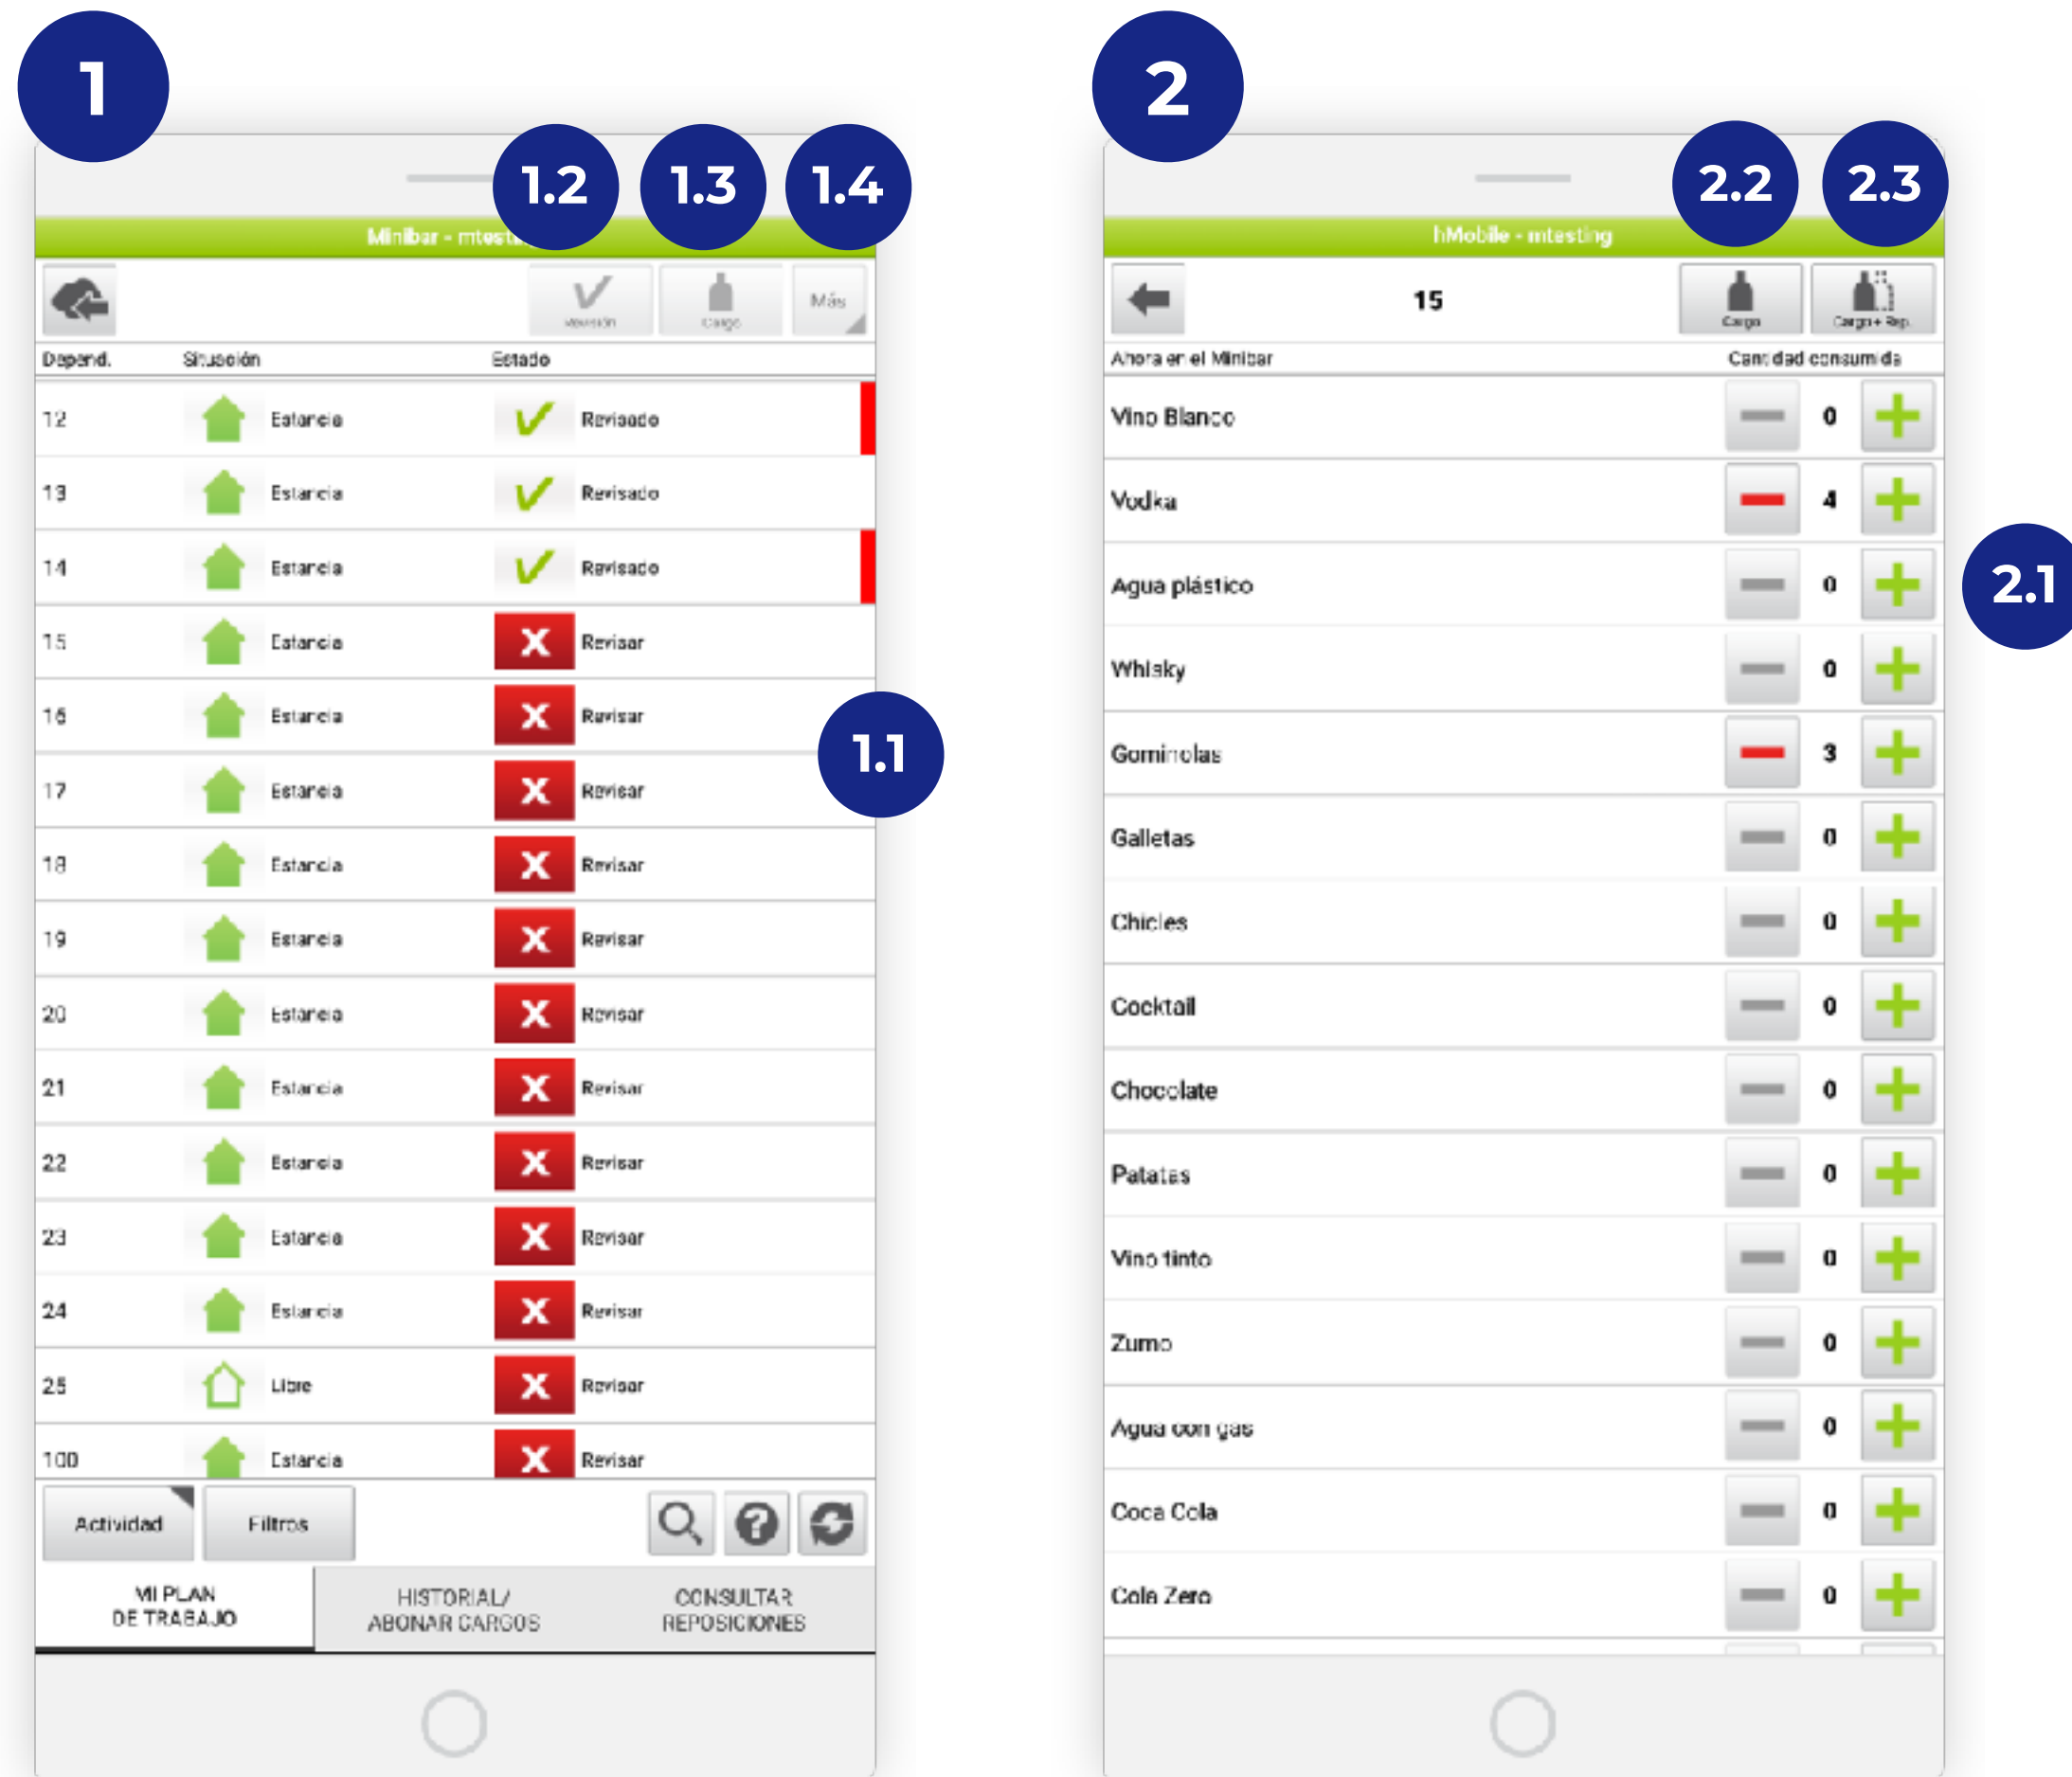 1
1.2
1.3
1.4
Minibar - mtesti
Revisión
Cargo
Más
Depend. Situación Estado
12 Estancia Revisado
13 Estancia Revisado
14 Estancia Revisado
15 Estancia Revisar
16 Estancia Revisar
1.1
17 Estancia Revisar
18 Estancia Revisar
19 Estancia Revisar
20 Estancia Revisar
21 Estancia Revisar
22 Estancia Revisar
23 Estancia Revisar
24 Estancia Revisar
25 Libre Revisar
100 Estancia Revisar
Actividad
Filtros
MI PLAN
DE TRABAJO
HISTORIAL/
ABONAR CARGOS
CONSULTAR
REPOSICIONES
2
2.2
2.3
hMobile - mtesting
15
Cargo
Cargo + Rep.
Ahora en el Minibar Cantidad consumida
Vino Blanco 0
Vodka 4
2.1
Agua plástico 0
Whisky 0
Gominolas 3
Galletas 0
Chicles 0
Cocktail 0
Chocolate 0
Patatas 0
Vino tinto 0
Zumo 0
Agua con gas 0
Coca Cola 0
Cola Zero 0